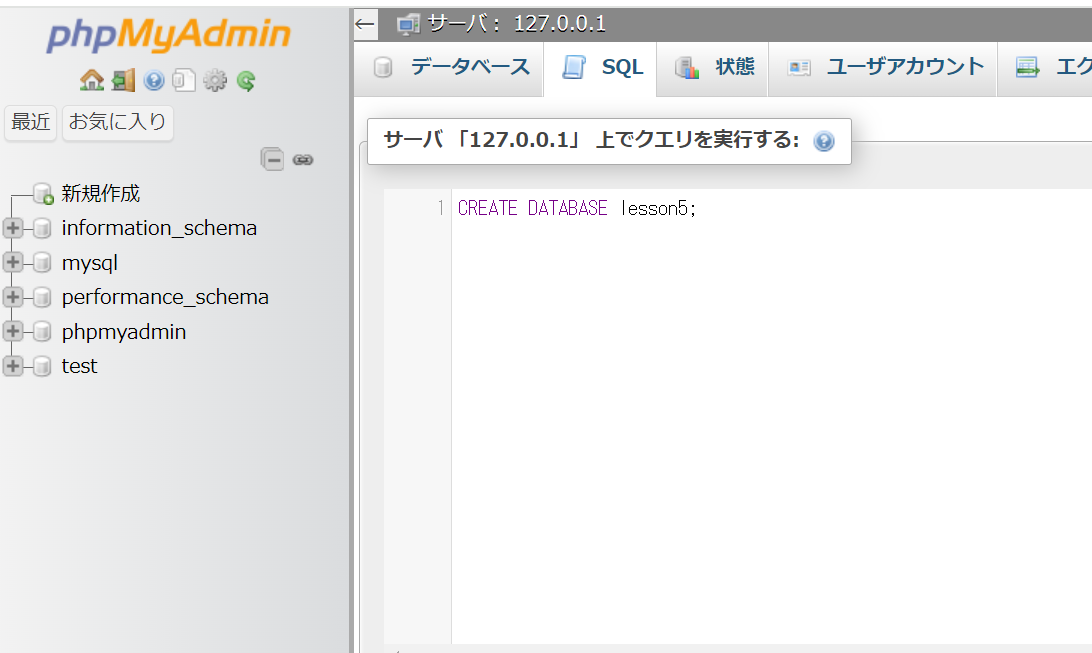 phpMyAdmin
最近 お気に入り
新規作成
information_schema
mysql
performance_schema
phpmyadmin
test
← サーバ： 127.0.0.1
データベース SQL 状態 ユーザアカウント エク
サーバ 「127.0.0.1」 上でクエリを実行する:
1 CREATE DATABASE lesson5;